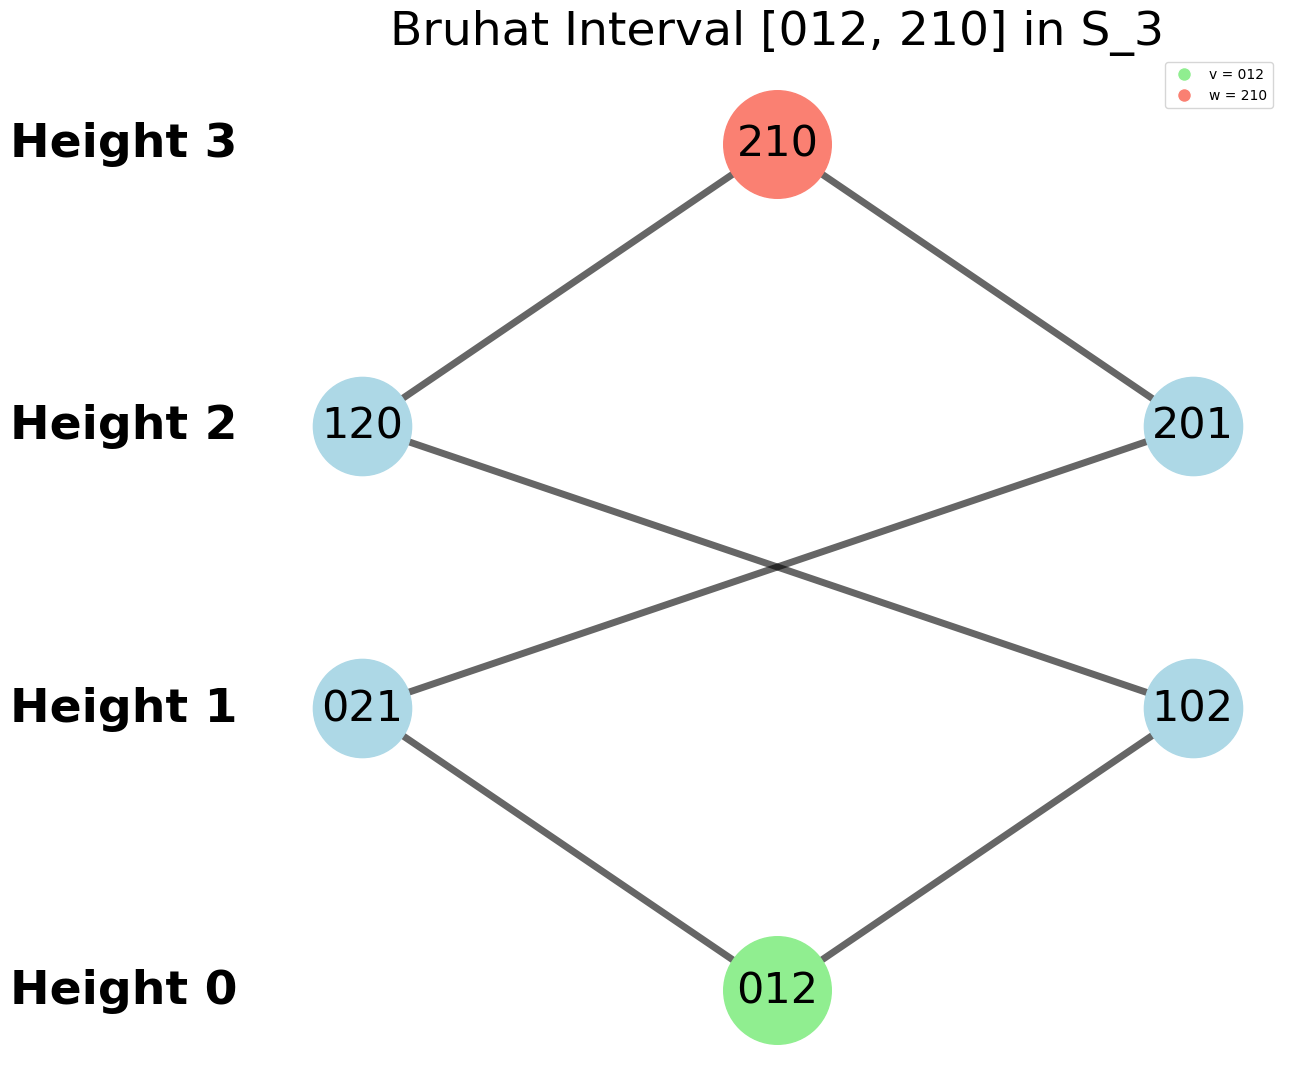 Bruhat Interval [012, 210] in S_3
v = 012
w = 210
Height 3
210
Height 2
120
201
Height 1
021
102
Height 0
012